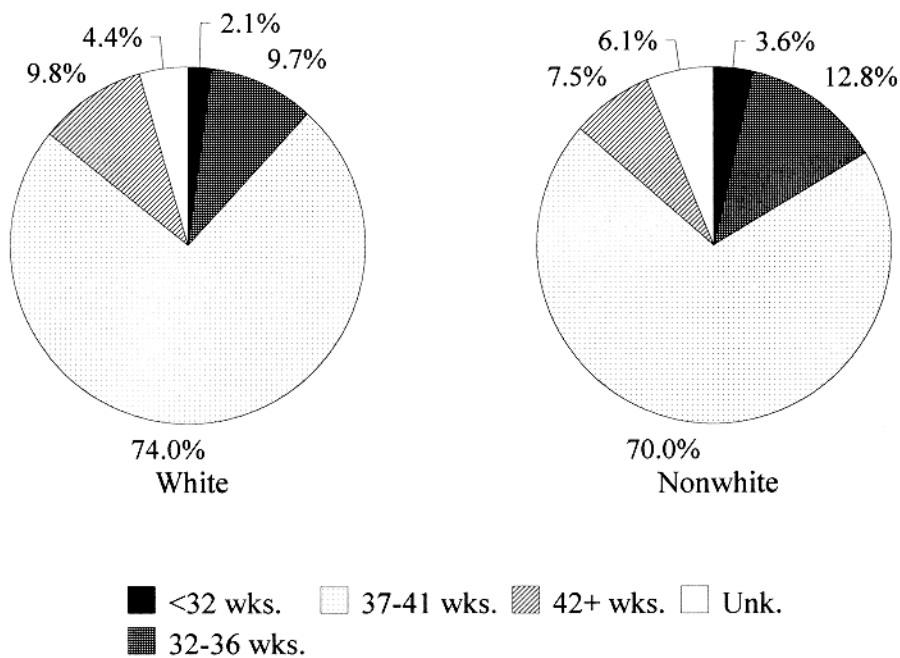 4.4% 2.1% 6.1% 3.6%
9.8% 9.7% 7.5% 12.8%
74.0% 70.0%
White Nonwhite
<32 wks. 37-41 wks. 42+ wks. Unk.
32-36 wks.